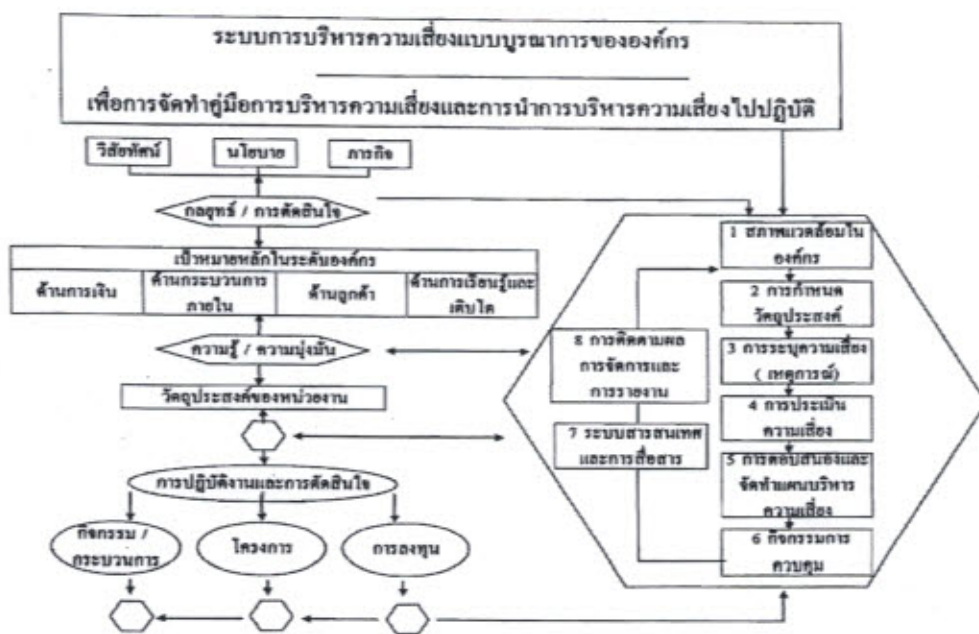 ระบบการบริหารความเสี่ยงแบบบูรณาการขององค์กร
เพื่อการจัดทำคู่มือการบริหารความเสี่ยงและการนำการบริหารความเสี่ยงไปปฏิบัติ
วิสัยทัศน์
นโยบาย
ภารกิจ
กลยุทธ์ / การตัดสินใจ
เป้าหมายหลักในระดับองค์กร
ด้านการเงิน
ด้านกระบวนการ
ภายใน
ด้านลูกค้า
ด้านการเรียนรู้และ
เติบโต
ความรู้ / ความมุ่งมั่น
วัตถุประสงค์ของหน่วยงาน
การปฏิบัติงานและการตัดสินใจ
กิจกรรม /
กระบวนการ
โครงการ
การลงทุน
1 สภาพแวดล้อมใน
องค์กร
2 การกำหนด
วัตถุประสงค์
3 การระบุความเสี่ยง
( เหตุการณ์)
4 การประเมิน
ความเสี่ยง
5 การตอบสนองและ
จัดทำแผนบริหาร
ความเสี่ยง
6 กิจกรรมการ
ควบคุม
7 ระบบสารสนเทศ
และการสื่อสาร
8 การติดตามผล
การจัดการและ
การรายงาน